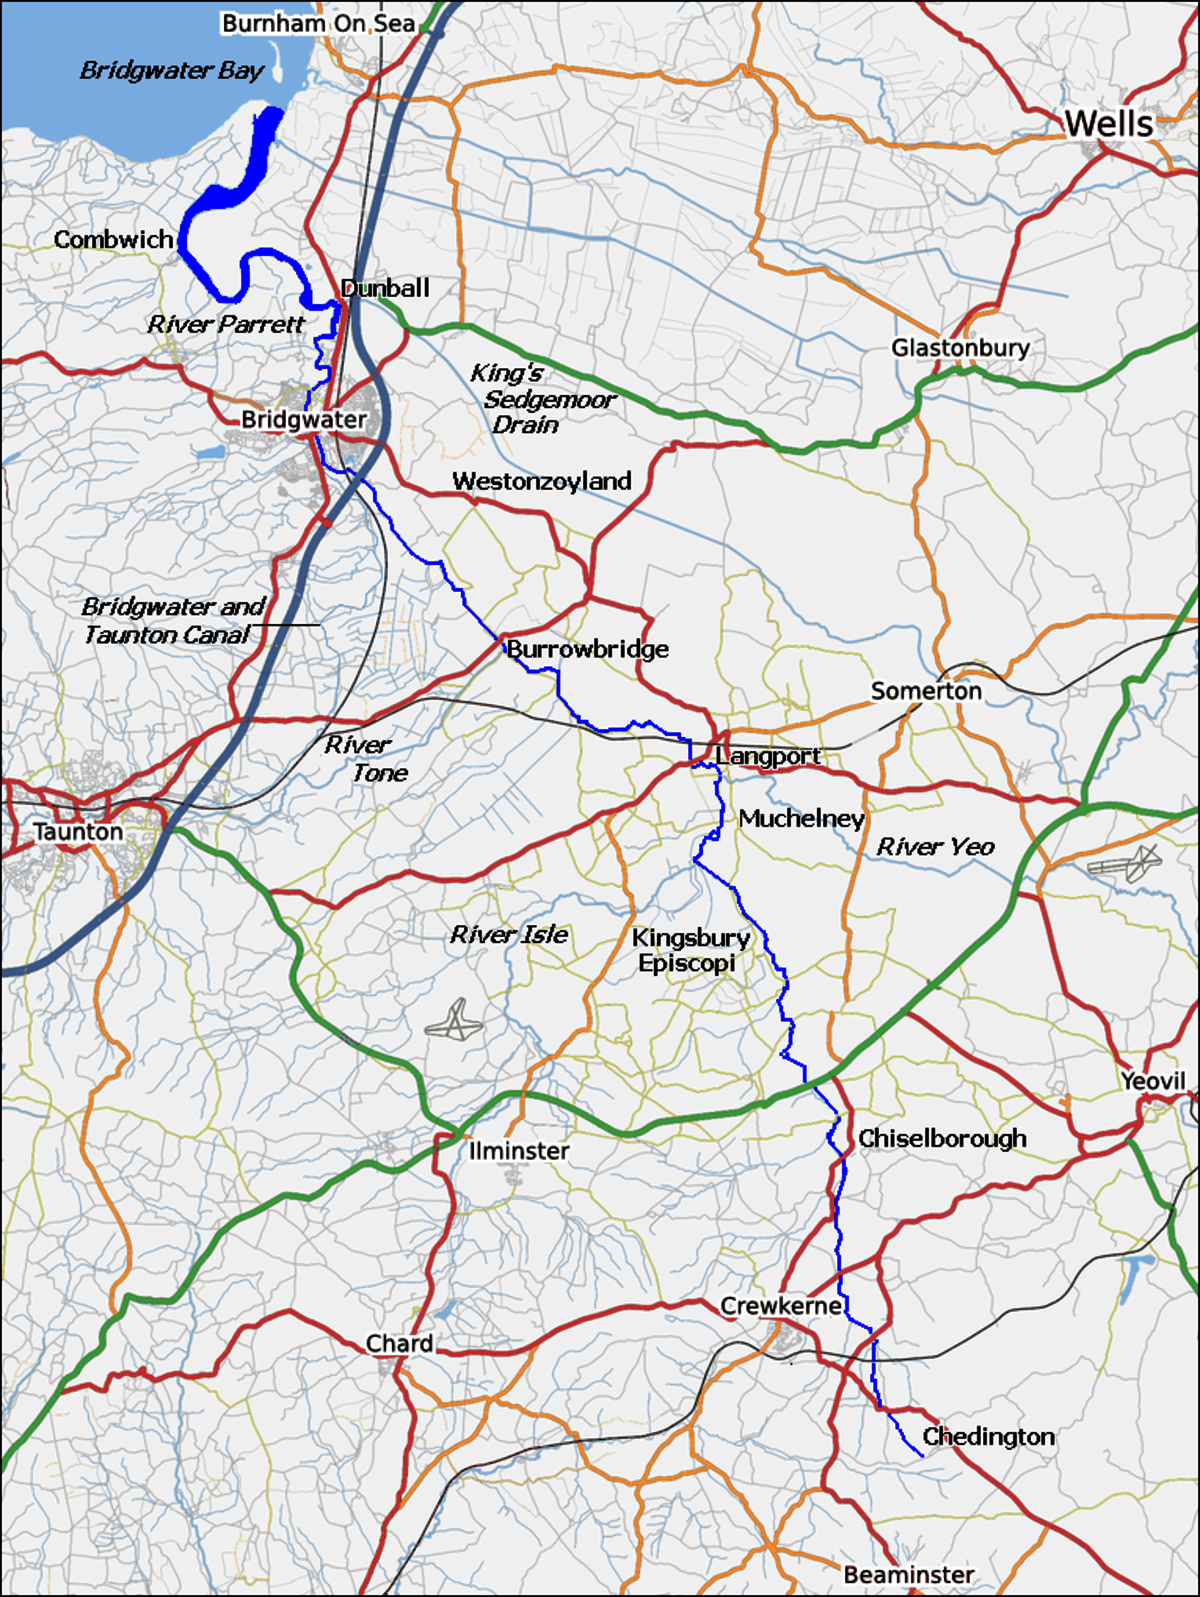 Burnham On Sea
Bridgwater Bay
Wells
Combwich
Dunball
River Parrett
Glastonbury
King's
Sedgemoor
Drain
Bridgwater
Westonzoyland
Bridgwater and
Taunton Canal
Burrowbridge
Somerton
River
Tone
Langport
Muchelney
Taunton
River Yeo
River Isle
Kingsbury
Episcopi
Yeovil
Chiselborough
Ilminster
Crewkerne
Chard
Chedington
Beaminster